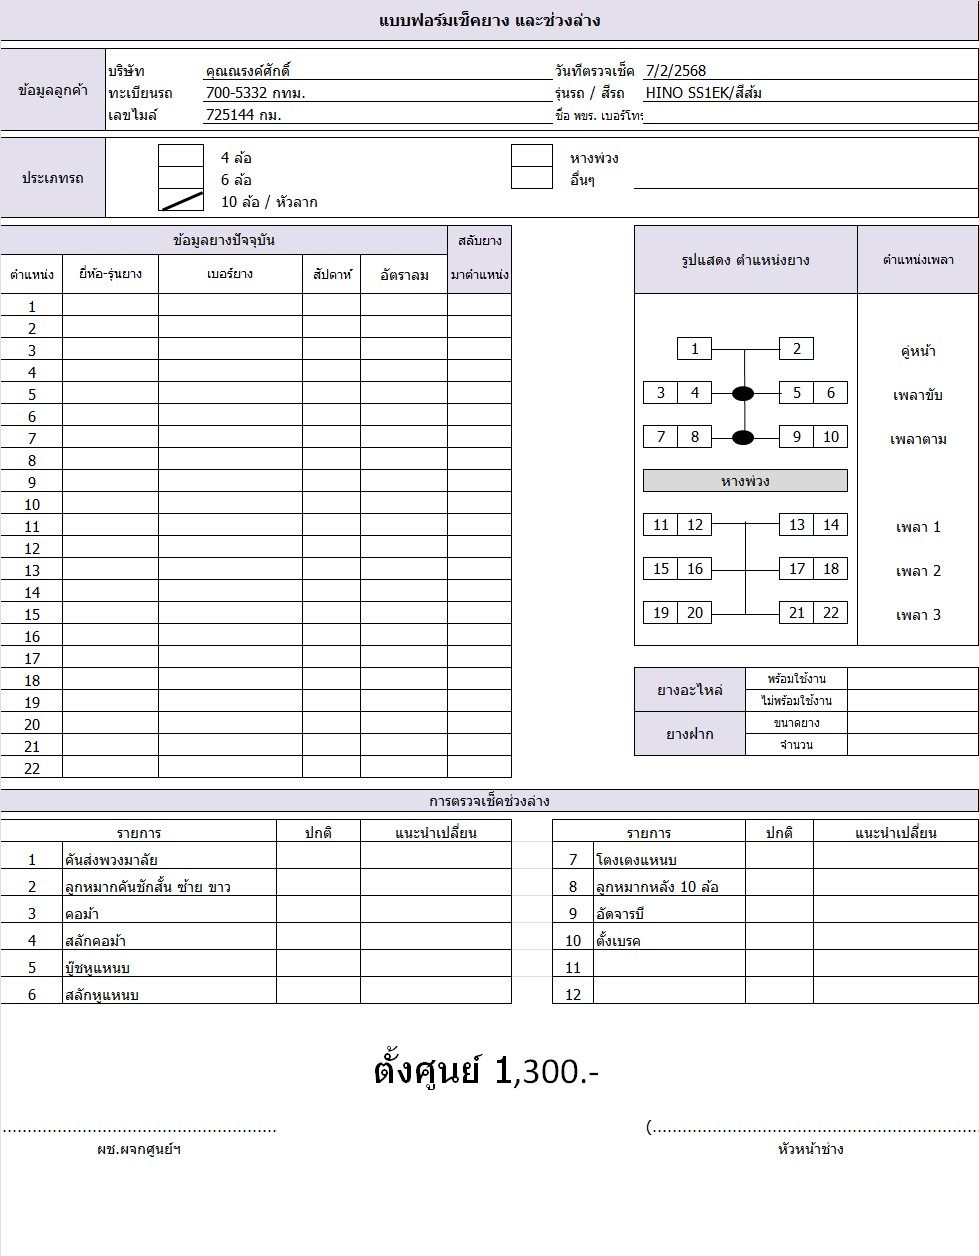 แบบฟอร์มเช็คยาง และช่วงล่าง
ข้อมูลลูกค้า
บริษัท คุณณรงค์ศักดิ์ วันที่ตรวจเช็ค 7/2/2568
ทะเบียนรถ 700-5332 กทม. รุ่นรถ / สีรถ HINO SS1EK/สีส้ม
เลขไมล์ 725144 กม. ชื่อ พขร. เบอร์โทร
ประเภทรถ
4 ล้อ หางพ่วง
6 ล้อ อื่นๆ
10 ล้อ / หัวลาก
ข้อมูลยางปัจจุบัน สลับยาง
ตำแหน่ง ยี่ห้อ-รุ่นยาง เบอร์ยาง สัปดาห์ อัตราลม มาตำแหน่ง
1
2
3
4
5
6
7
8
9
10
11
12
13
14
15
16
17
18
19
20
21
22
รูปแสดง ตำแหน่งยาง ตำแหน่งเพลา
1 2 คู่หน้า
3 4 5 6 เพลาขับ
7 8 9 10 เพลาตาม
หางพ่วง
11 12 13 14 เพลา 1
15 16 17 18 เพลา 2
19 20 21 22 เพลา 3
ยางอะไหล่ พร้อมใช้งาน
ไม่พร้อมใช้งาน
ยางฝาก ขนาดยาง
จำนวน
การตรวจเช็คช่วงล่าง
รายการ ปกติ แนะนำเปลี่ยน รายการ ปกติ แนะนำเปลี่ยน
1 คันส่งพวงมาลัย 7 โตงเตงแหนบ
2 ลูกหมากคันชักสั้น ซ้าย ขาว 8 ลูกหมากหลัง 10 ล้อ
3 คอม้า 9 อัดจารบี
4 สลักคอม้า 10 ตั้งเบรค
5 บู๊ชหูแหนบ 11
6 สลักหูแหนบ 12
ตั้งศูนย์ 1,300.-
....................................................... (.................................................................
ผช.ผจกศูนย์ฯ หัวหน้าช่าง